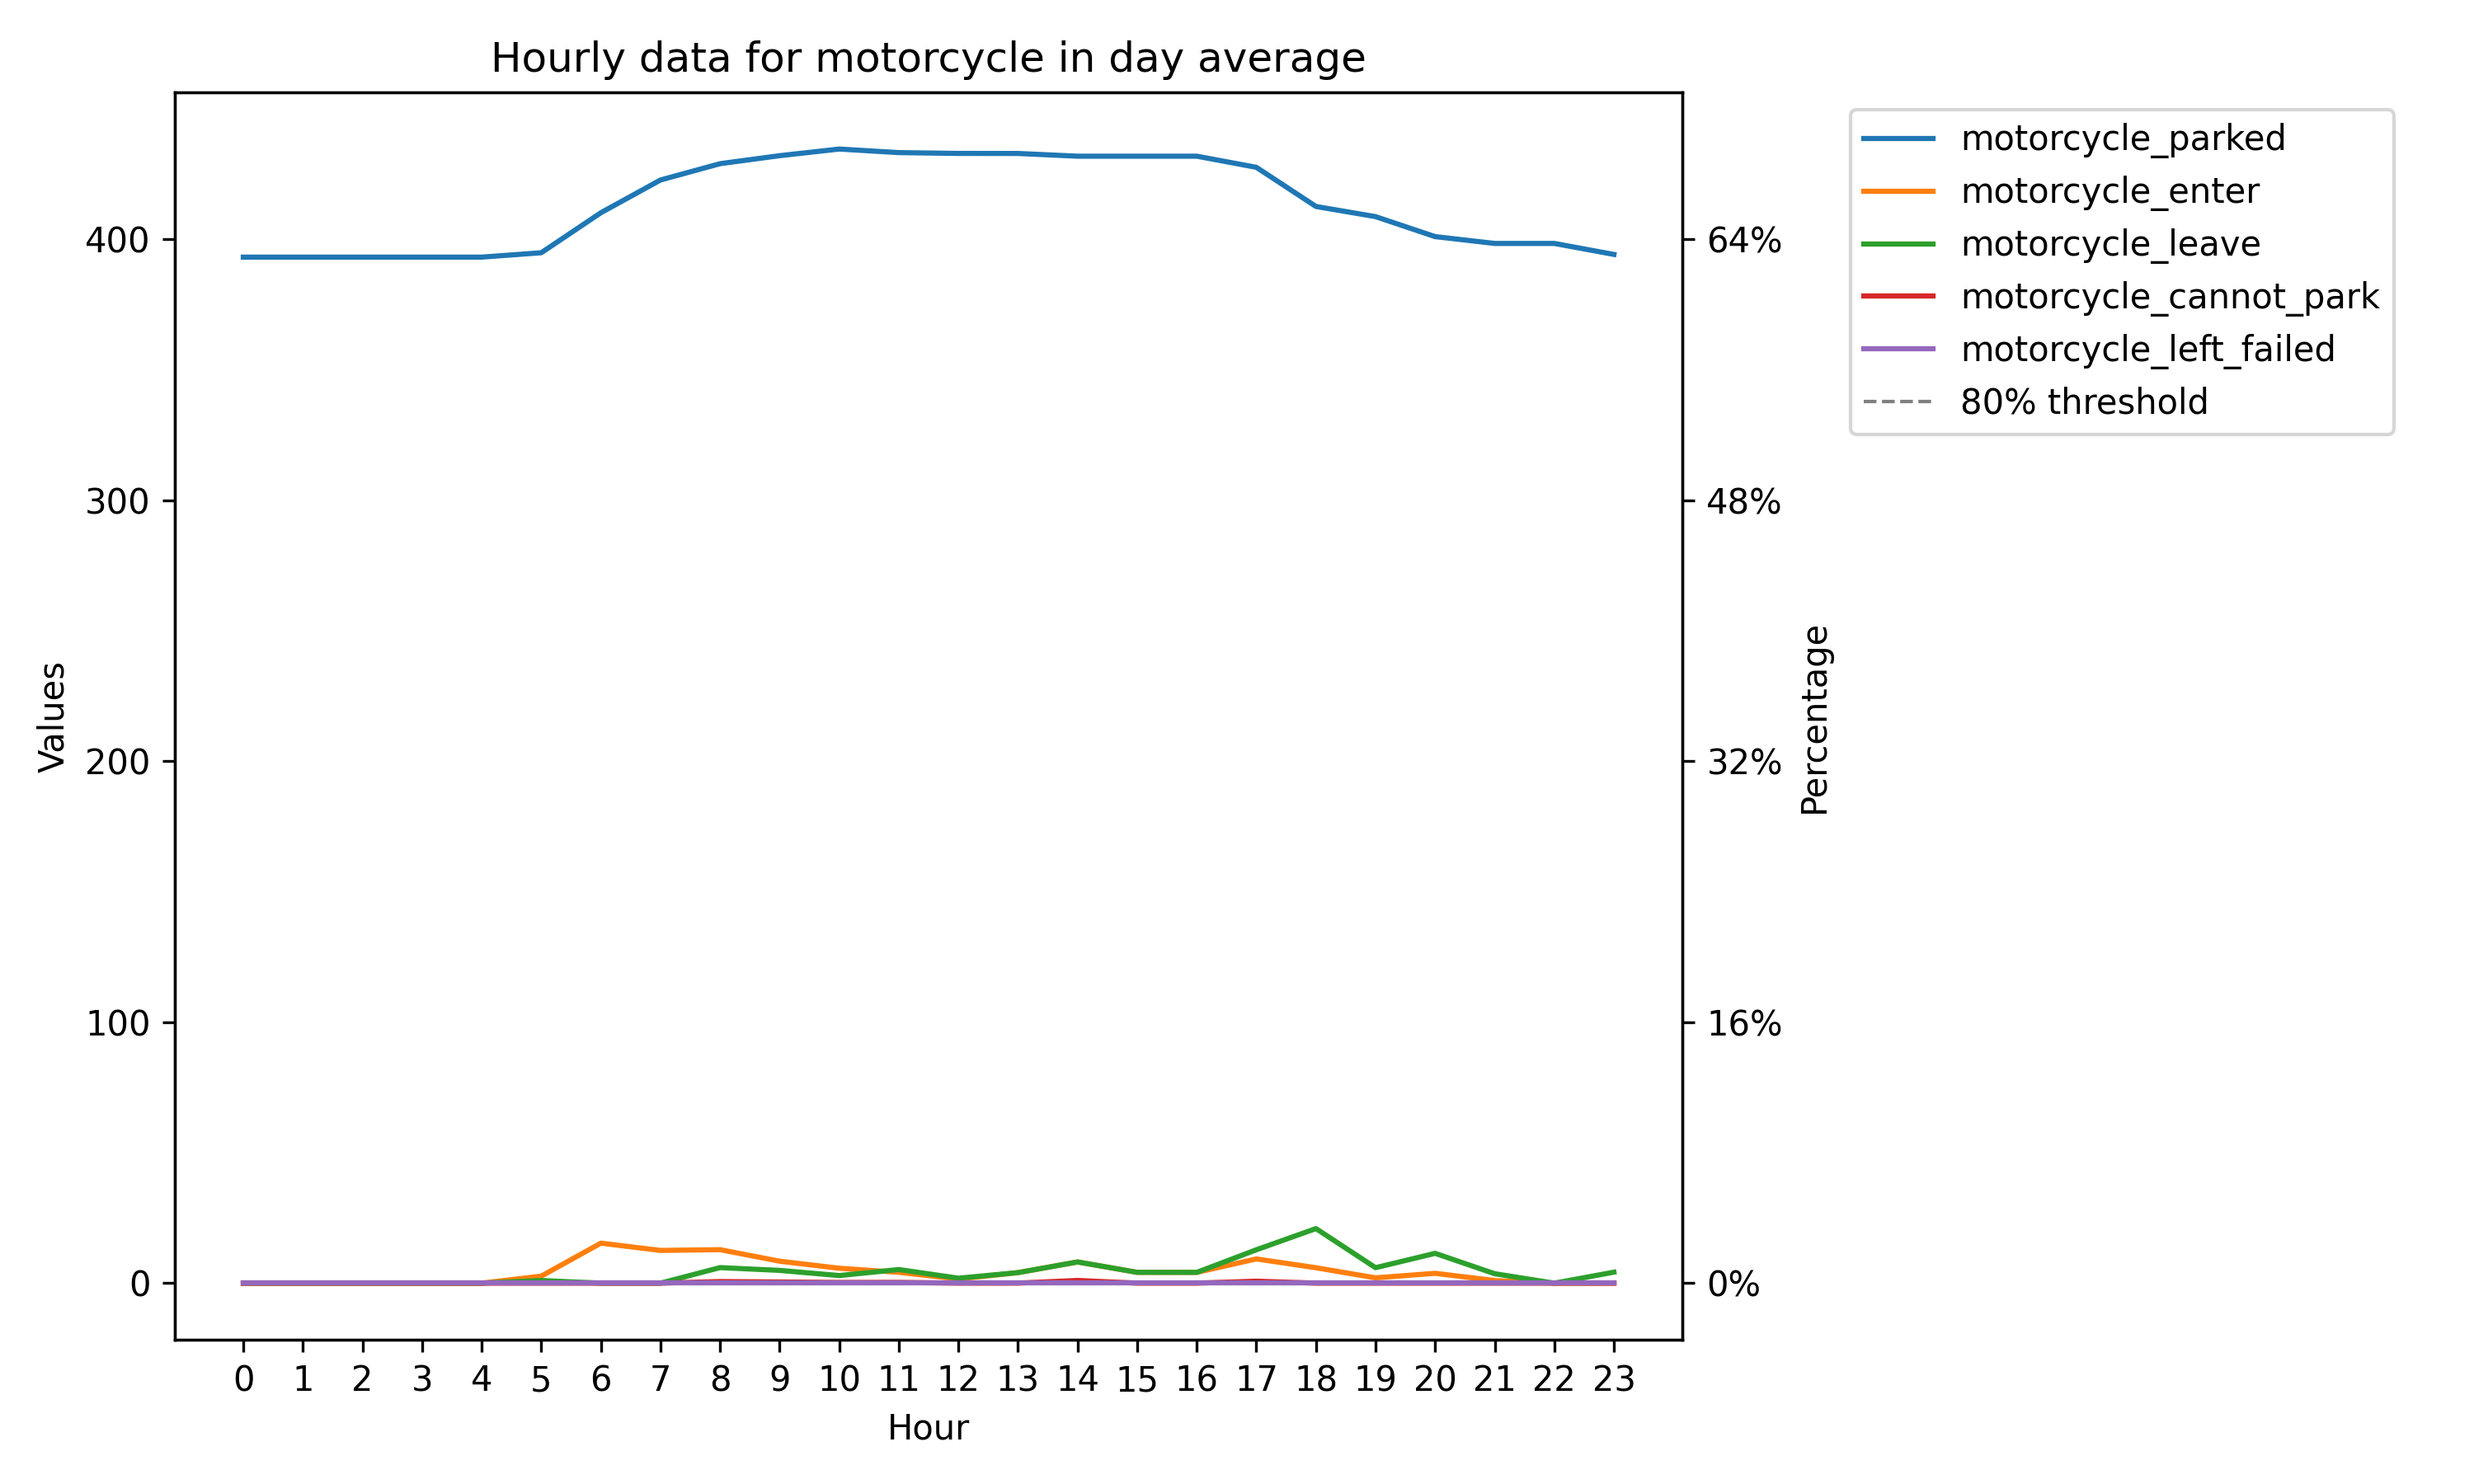 Hourly data for motorcycle in day average
motorcycle_parked
motorcycle_enter
motorcycle_leave
motorcycle_cannot_park
motorcycle_left_failed
80% threshold
Values
400
300
200
100
0
64%
48%
32%
16%
0%
Percentage
0 1 2 3 4 5 6 7 8 9 10 11 12 13 14 15 16 17 18 19 20 21 22 23
Hour